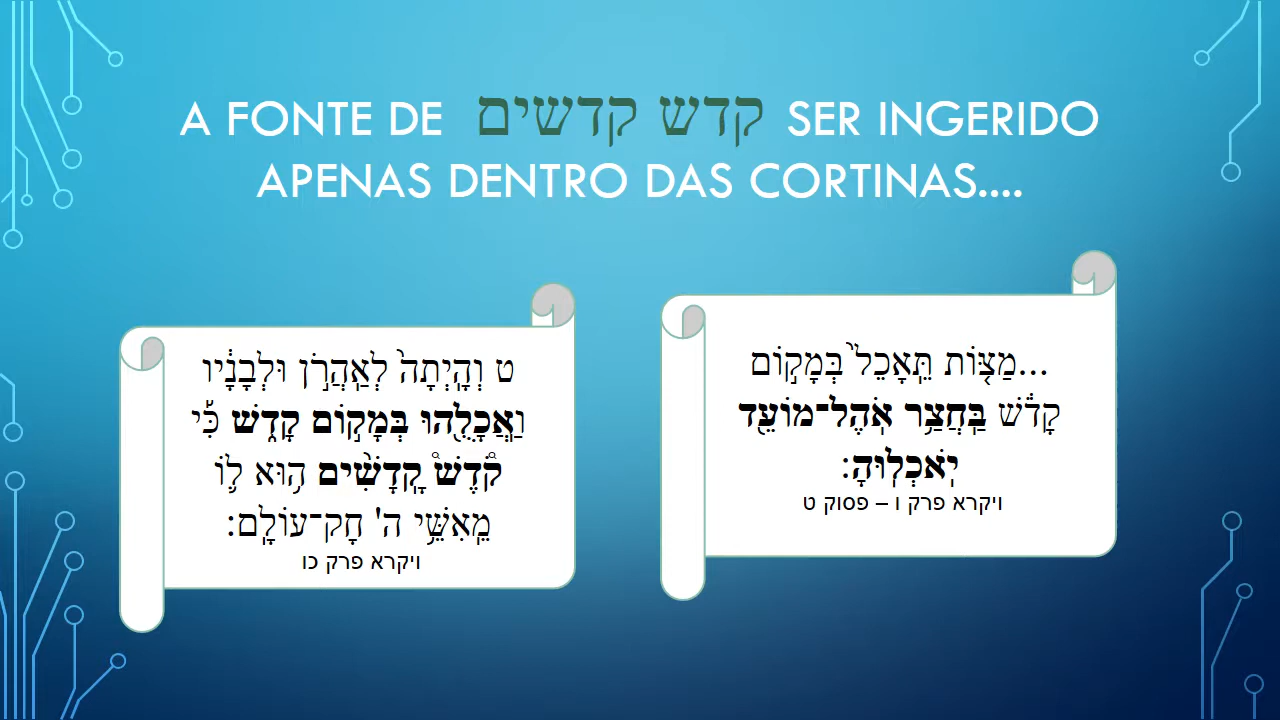 A FONTE DE קדש קדשים SER INGERIDO
APENAS DENTRO DAS CORTINAS....
...מַצּ֤וֹת תֵּֽאָכֵל֙ בְּמָק֣וֹם
קָדֹ֔שׁ בַּחֲצַ֥ר אֹֽהֶל־מוֹעֵ֖ד
יֹֽאכְלֽוּהָ׃
ויקרא פרק ו – פסוק ט
ט וְהָֽיְתָה֙ לְאַהֲרֹ֣ן וּלְבָנָ֔יו
וַאֲכָלֻ֖הוּ בְּמָק֣וֹם קָדֹ֑שׁ כִּ֡י
קֹ֩דֶשׁ֩ קׇֽדָשִׁ֨ים ה֥וּא ל֛וֹ
מֵאִשֵּׁ֥י ה' חׇק־עוֹלָֽם׃
ויקרא פרק כו